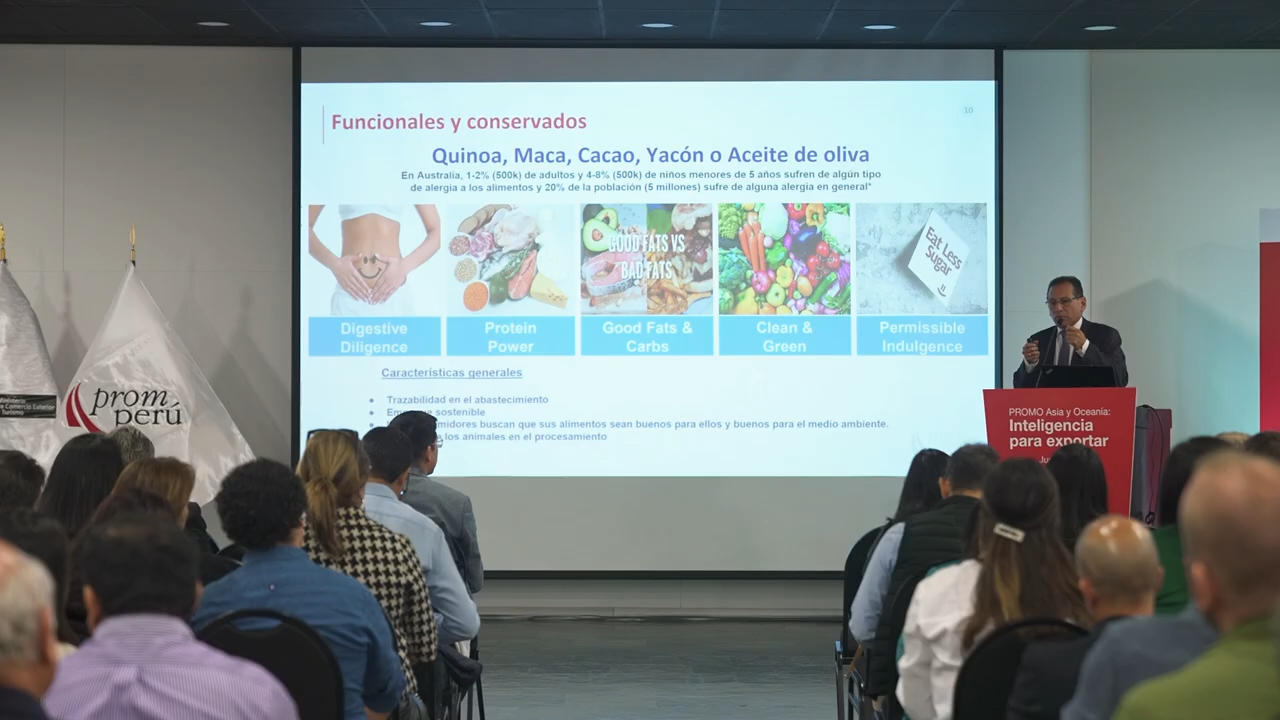 10
Funcionales y conservados
Quinoa, Maca, Cacao, Yacón o Aceite de oliva
En Australia, 1-2% (500k) de adultos y 4-8% (500k) de niños menores de 5 años sufren de algún tipo
de alergia a los alimentos y 20% de la población (5 millones) sufre de alguna alergia en general*
GOOD FATS VS
BAD FATS
Eat Less
Sugar
Digestive
Diligence
Protein
Power
Good Fats &
Carbs
Clean &
Green
Permissible
Indulgence
Características generales
Trazabilidad en el abastecimiento
sostenible
buscan que sus alimentos sean buenos para ellos y buenos para el medio ambiente.
los animales en el procesamiento
Comercio Exterior
Turismo
prom
perú
PROMO Asia y Oceanía:
Inteligencia
para exportar